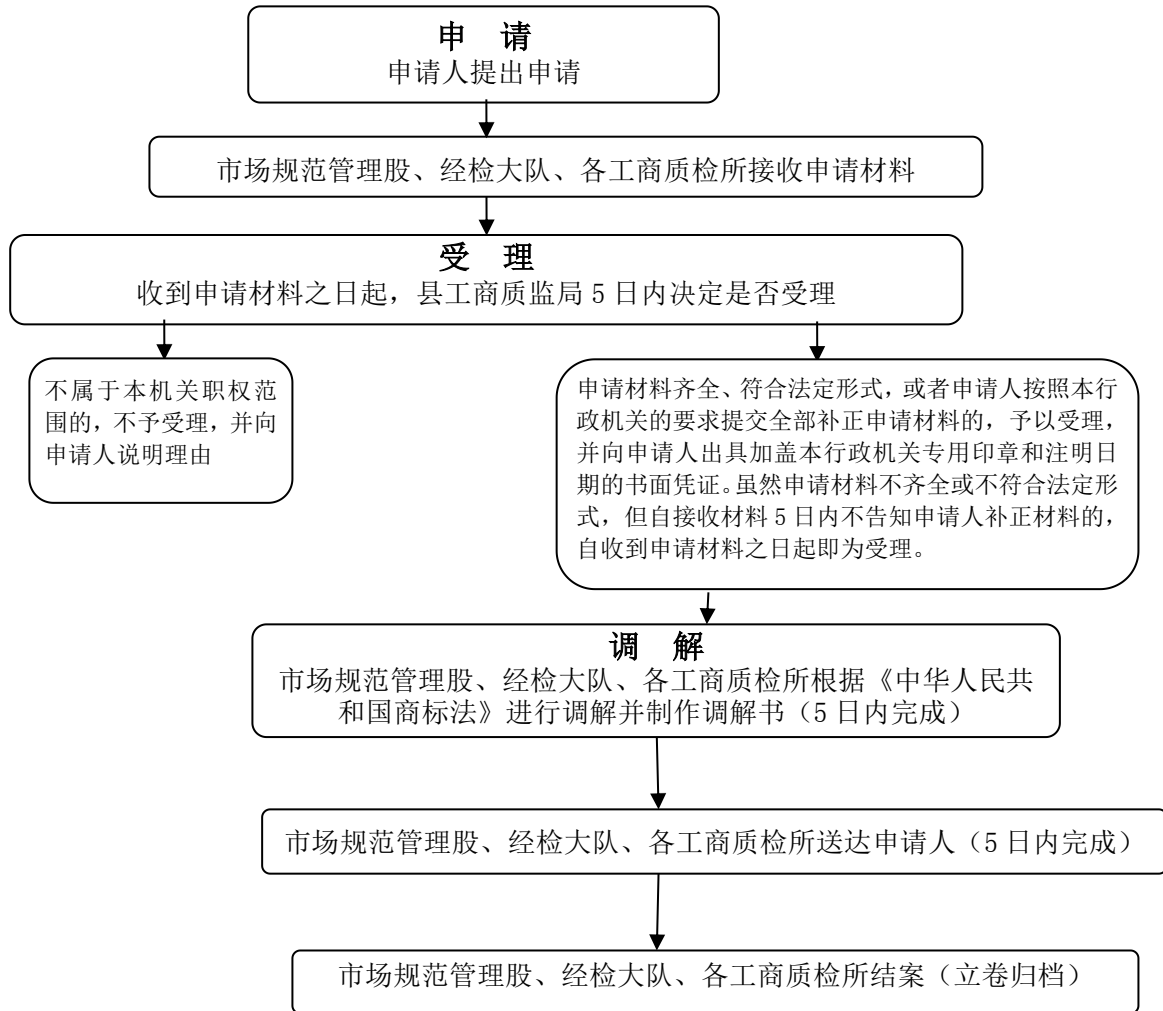 申 请
申请人提出申请
市场规范管理股、经检大队、各工商质检所接收申请材料
受 理
收到申请材料之日起，县工商质监局 5 日内决定是否受理
不属于本机关职权范
围的，不予受理，并向
申请人说明理由
申请材料齐全、符合法定形式，或者申请人按照本行
政机关的要求提交全部补正申请材料的，予以受理，
并向申请人出具加盖本行政机关专用印章和注明日
期的书面凭证。虽然申请材料不齐全或不符合法定形
式，但自接收材料 5 日内不告知申请人补正材料的，
自收到申请材料之日起即为受理。
调 解
市场规范管理股、经检大队、各工商质检所根据《中华人民共
和国商标法》进行调解并制作调解书（5 日内完成）
市场规范管理股、经检大队、各工商质检所送达申请人（5 日内完成）
市场规范管理股、经检大队、各工商质检所结案（立卷归档）